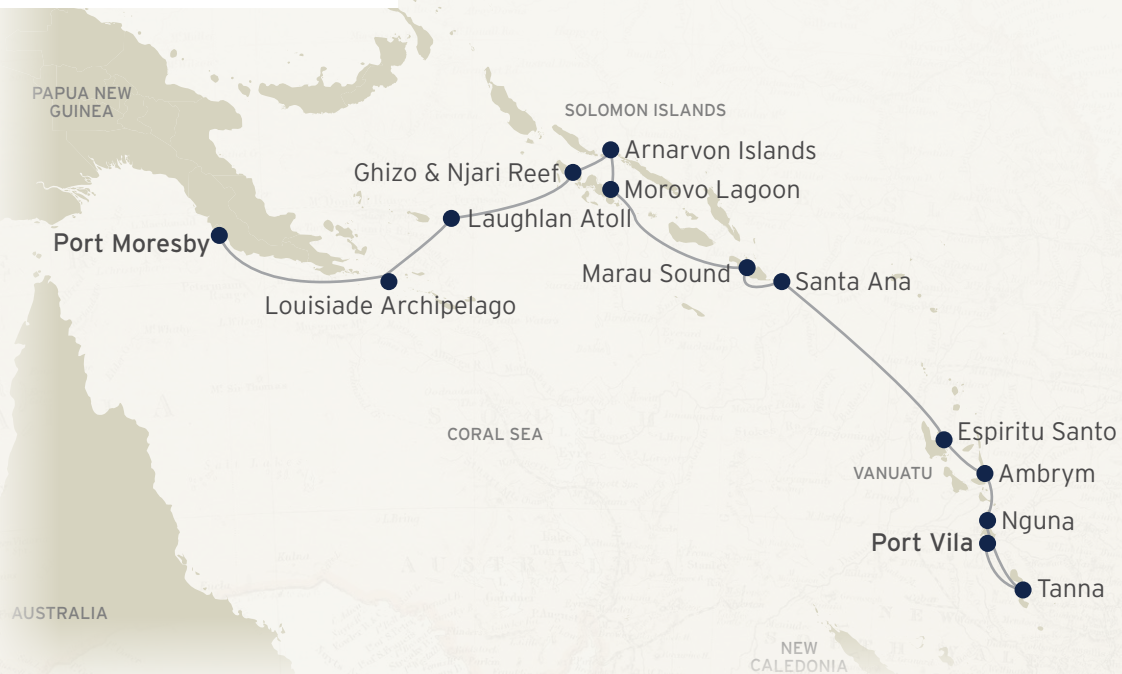 PAPUA NEW
GUINEA
SOLOMON ISLANDS
Arnarvon Islands
Ghizo & Njari Reef
Morovo Lagoon
Laughlan Atoll
Port Moresby
Marau Sound
Santa Ana
Louisiade Archipelago
CORAL SEA
Espiritu Santo
VANUATU
Ambrym
Nguna
Port Vila
AUSTRALIA
Tanna
AUSTRALIA
NEW
CALEDONIA